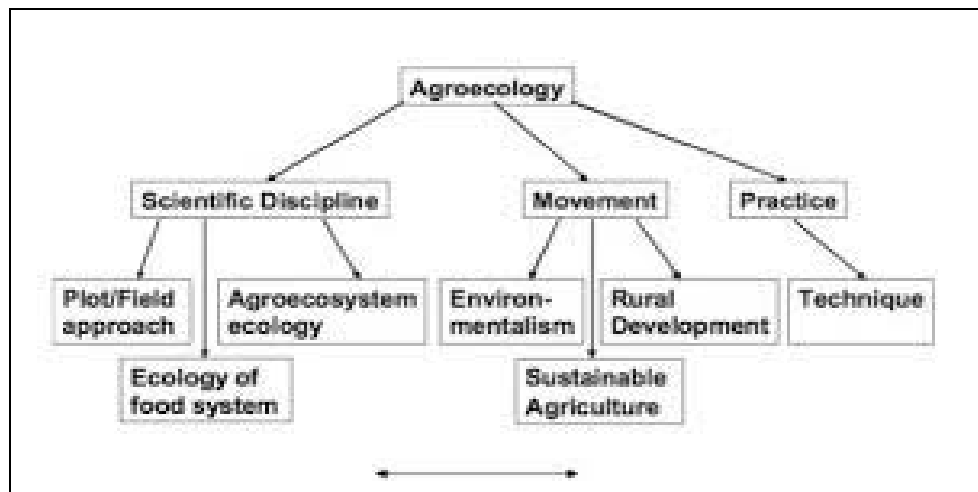 Agroecology
Scientific Discipline
Movement
Practice
Plot/Field
approach
Agroecosystem
ecology
Environ-
mentalism
Rural
Development
Technique
Ecology of
food system
Sustainable
Agriculture